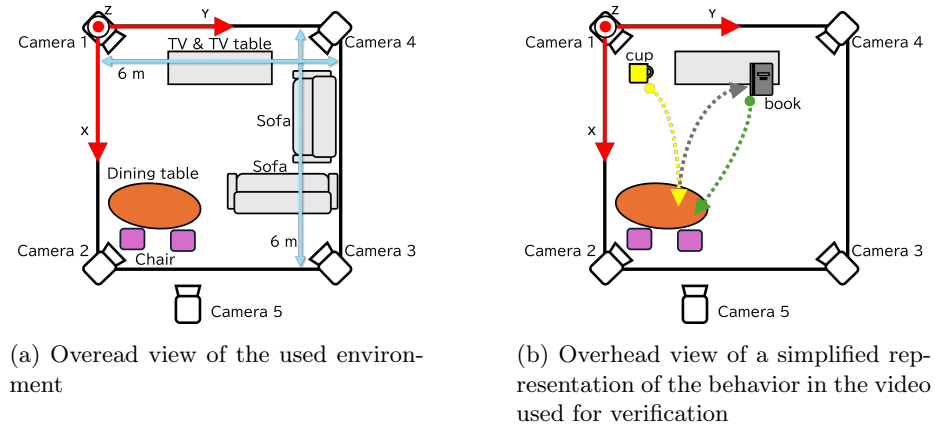 Z
Y
Camera 1
TV & TV table
Camera 4
6 m
X
Sofa
Sofa
Dining table
6 m
Camera 2
Chair
Camera 3
Camera 5
(a) Overead view of the used environ-
ment
Z
Y
Camera 1
Camera 4
cup
book
X
Camera 2
Camera 3
Camera 5
(b) Overhead view of a simplified rep-
resentation of the behavior in the video
used for verification